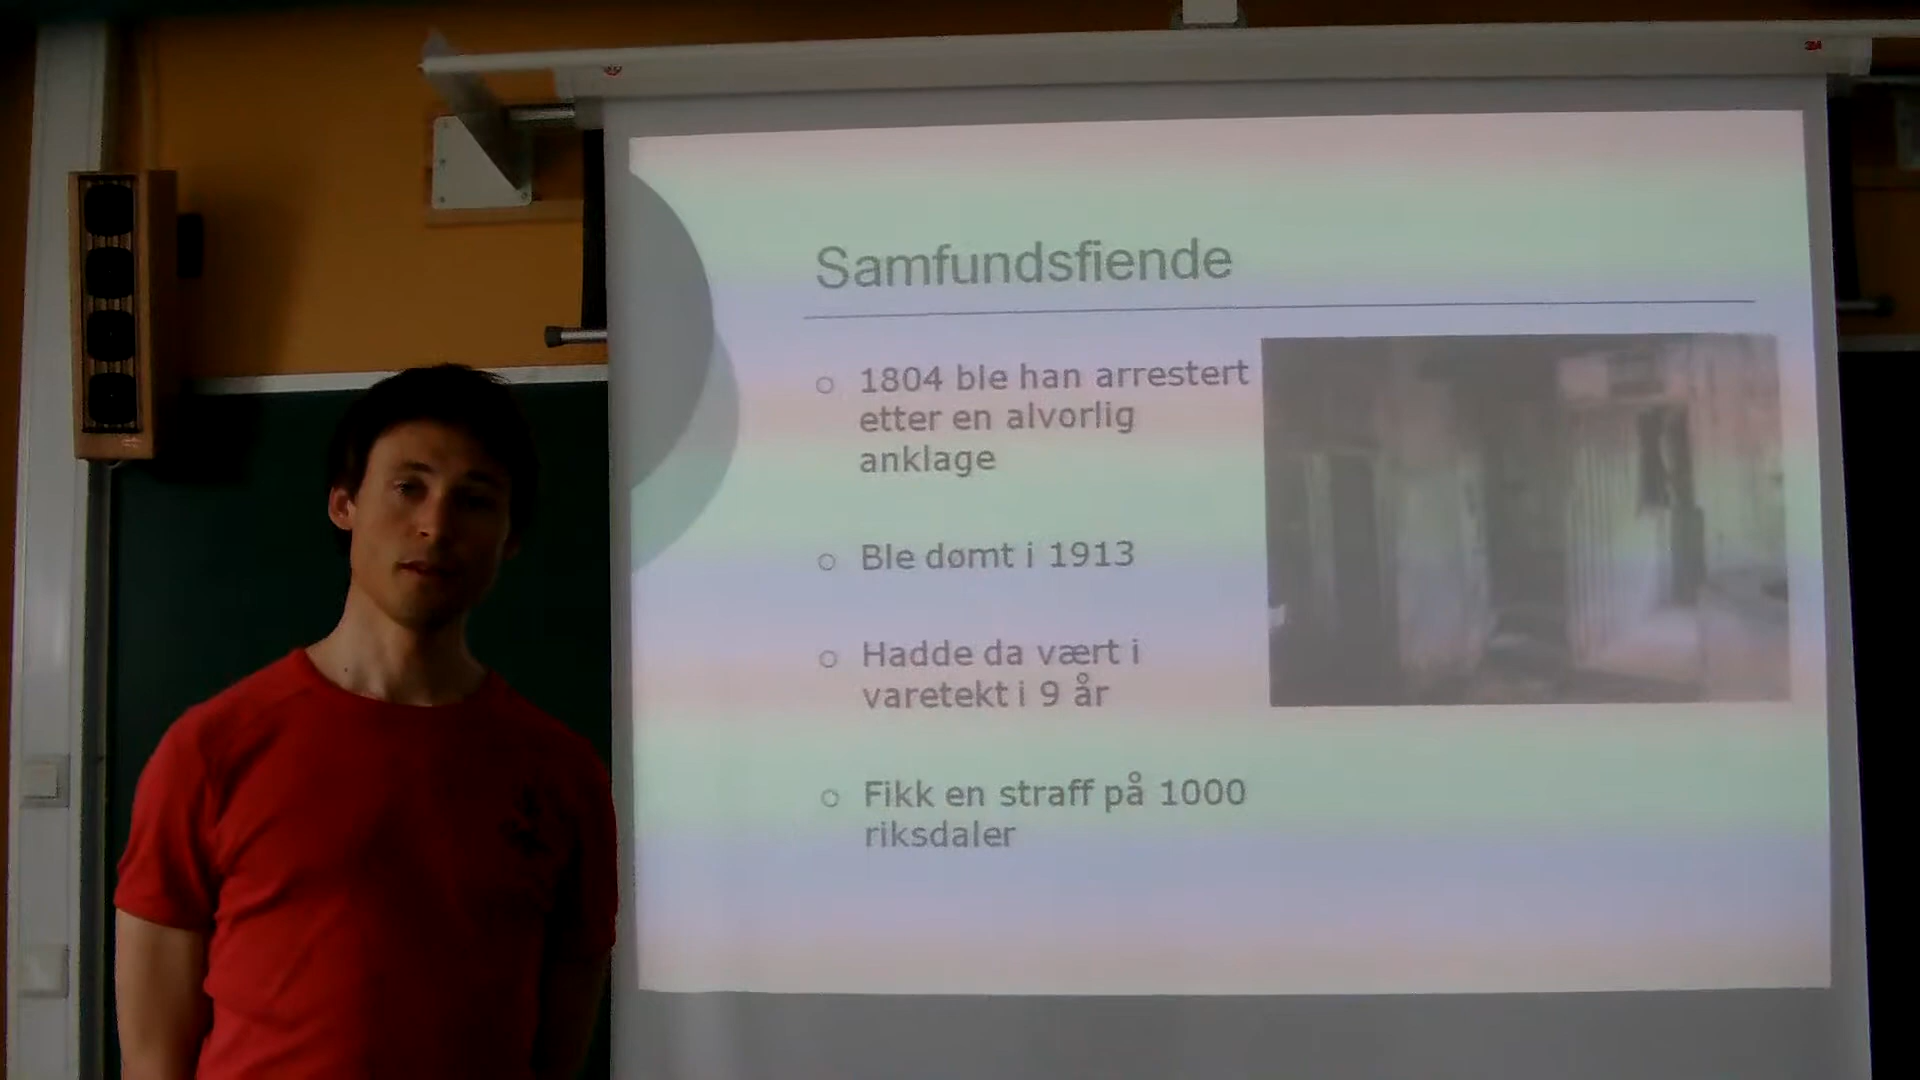 Samfundsfiende
1804 ble han arrestert
etter en alvorlig
anklage
Ble dømt i 1913
Hadde da vært i
varetekt i 9 år
Fikk en straff på 1000
riksdaler
3M